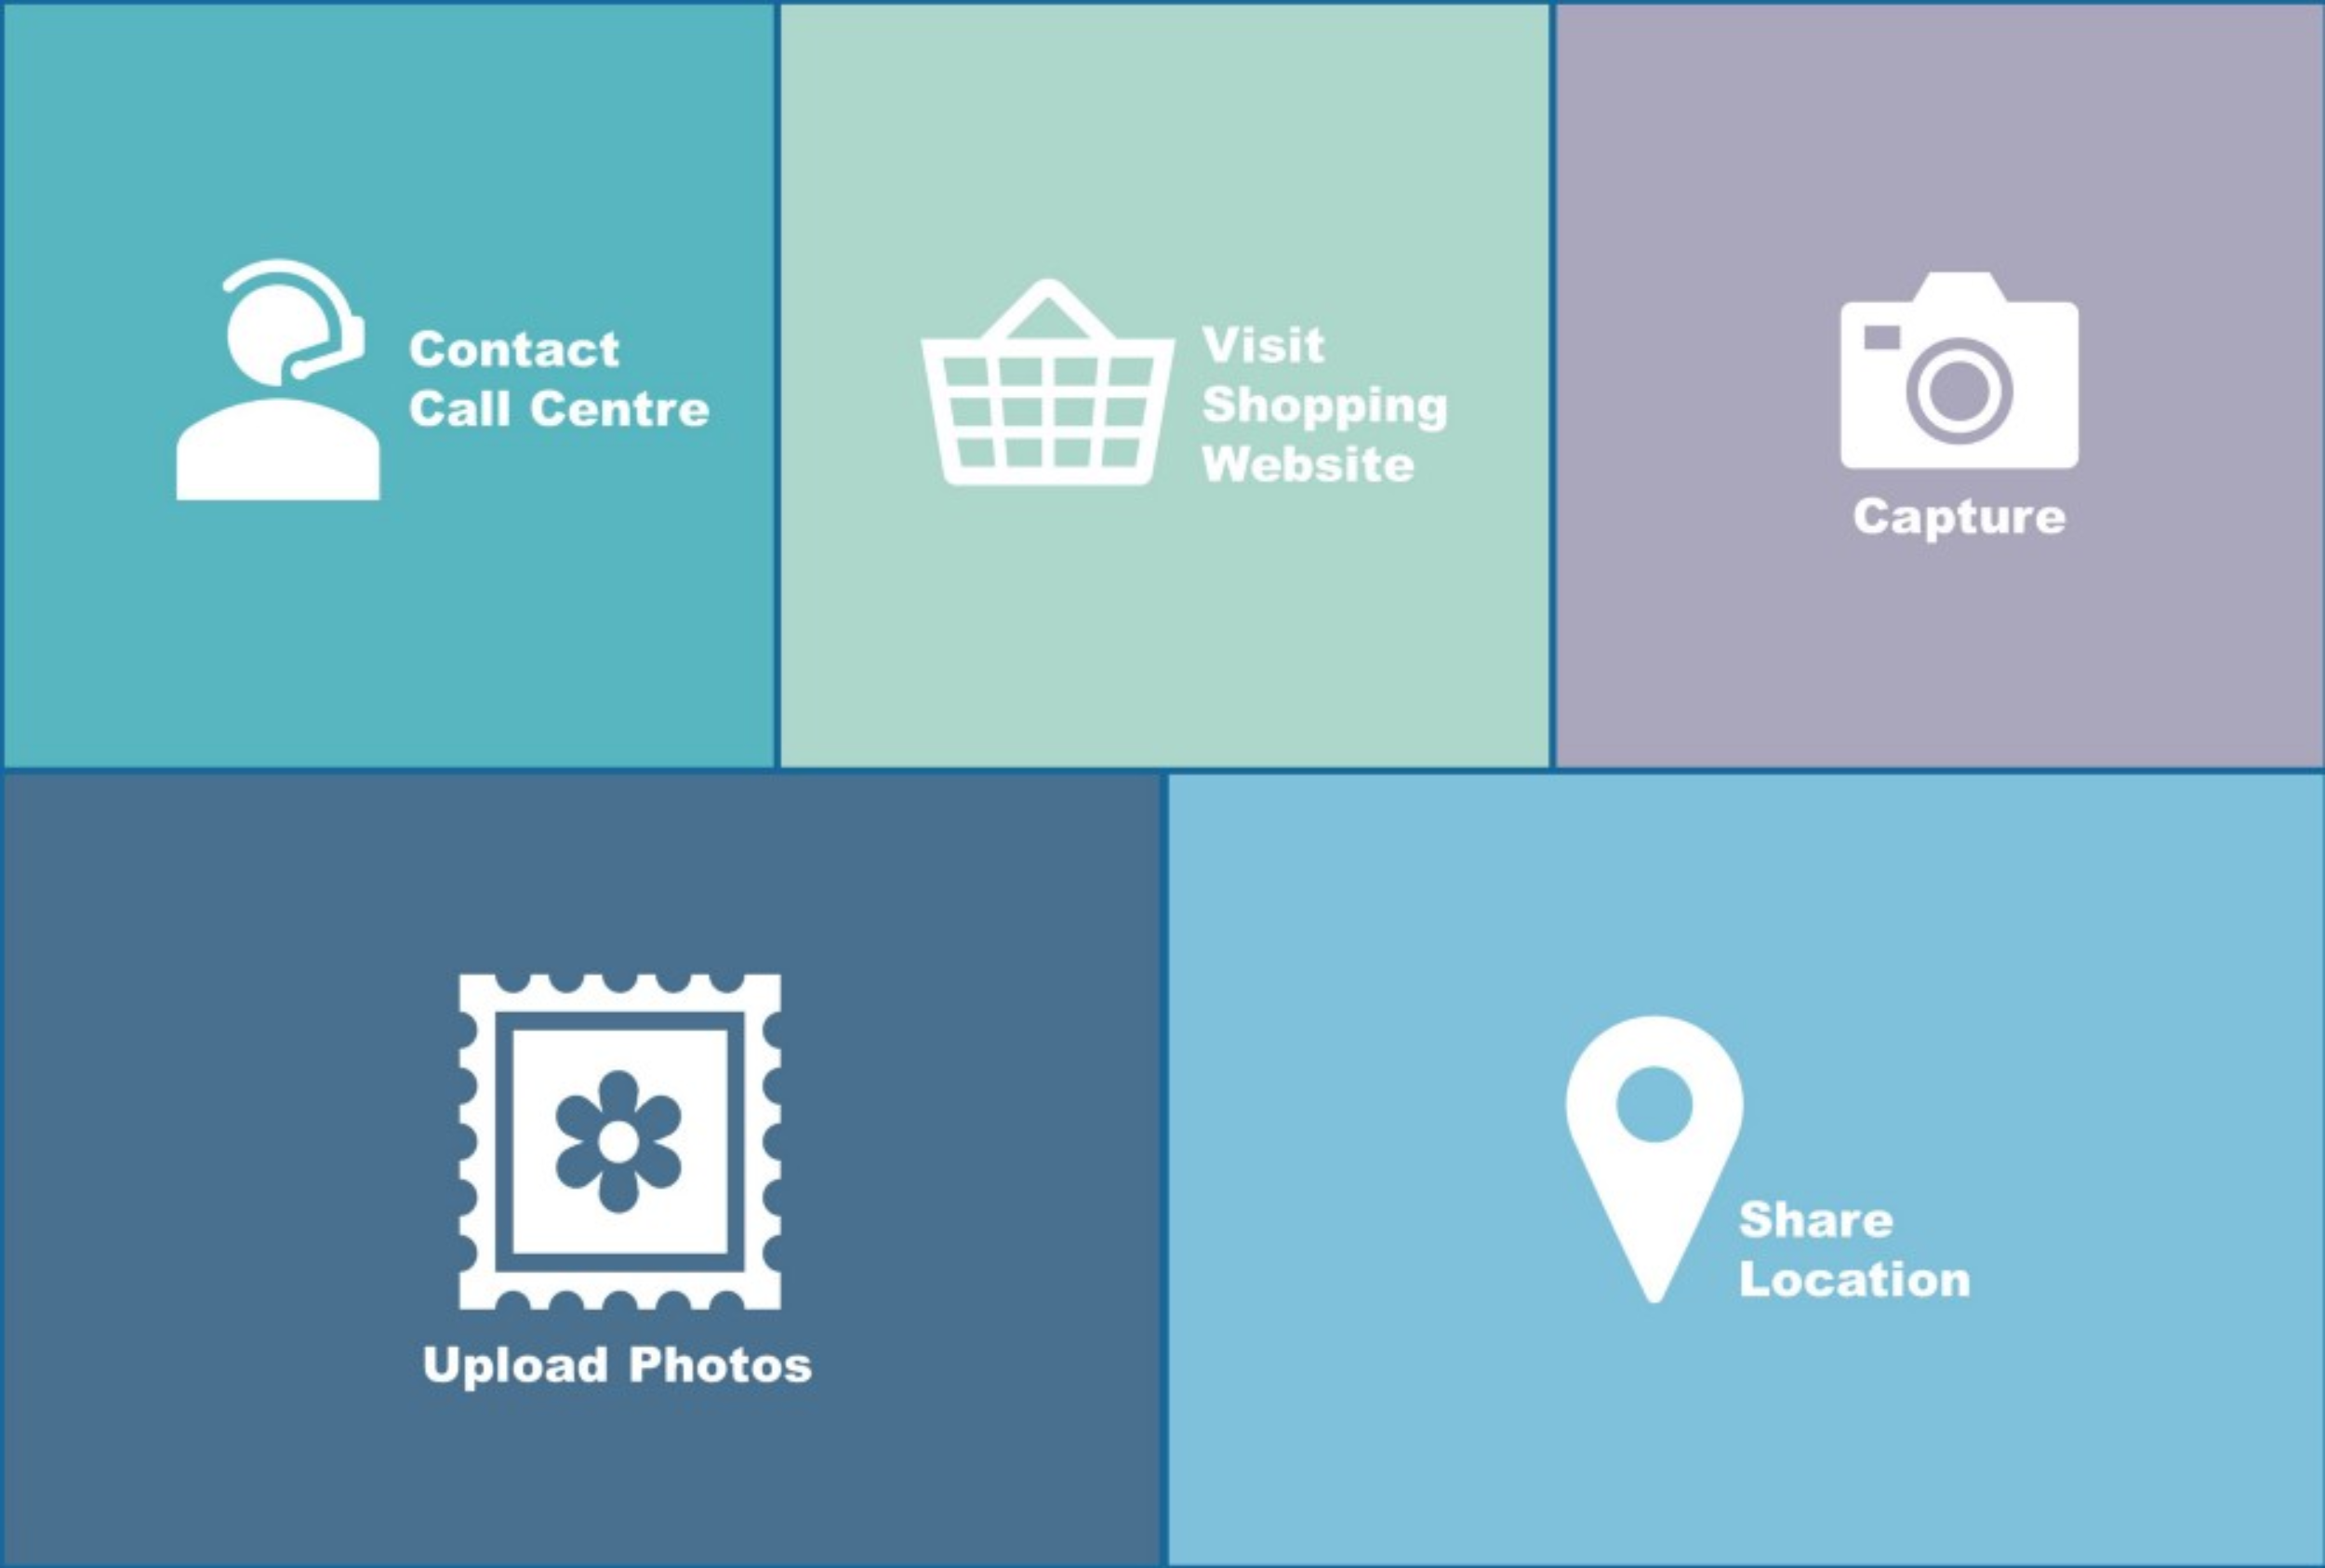 Contact
Call Centre
Visit
Shopping
Website
Capture
Upload Photos
Share
Location